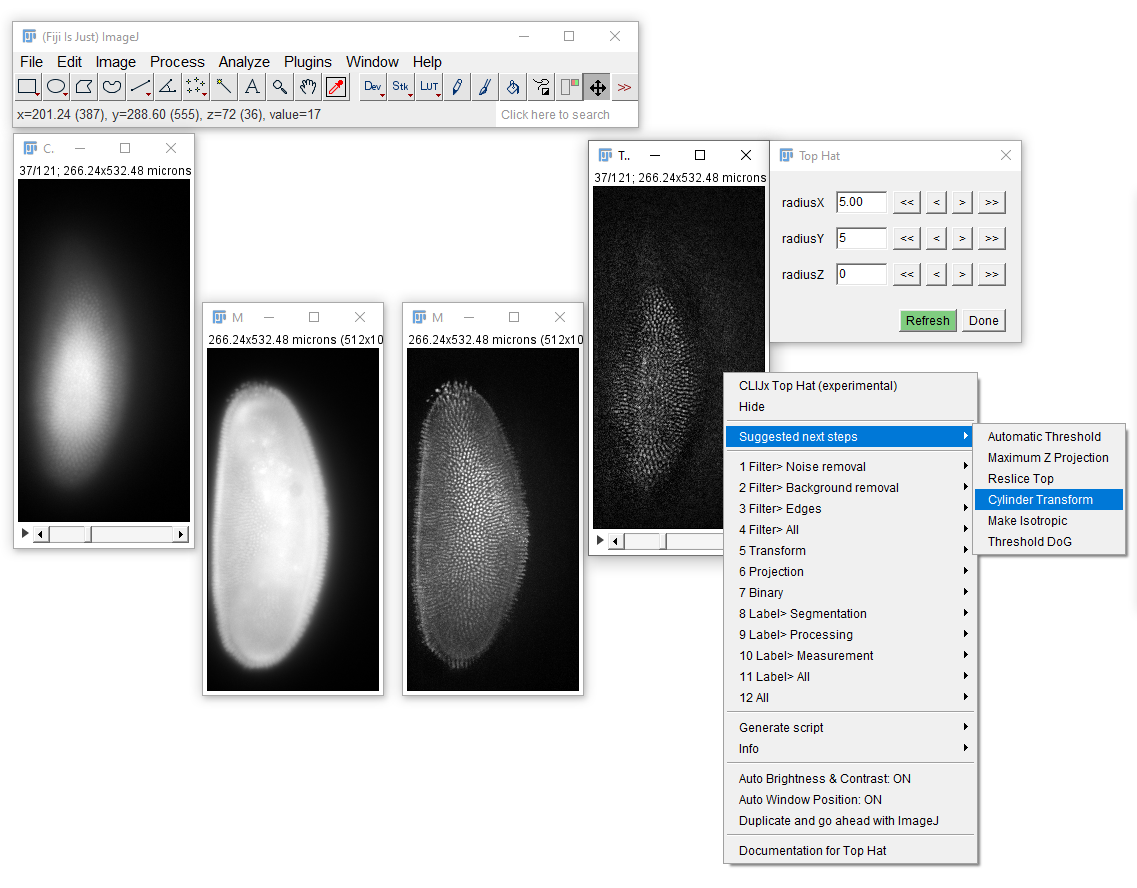 (Fiji Is Just) ImageJ
File Edit Image Process Analyze Plugins Window Help
A Dev Stk LUT >>
x=201.24 (387), y=288.60 (555), z=72 (36), value=17 Click here to search
C.
37/121; 266.24x532.48 microns
M
266.24x532.48 microns (512x10
M
266.24x532.48 microns (512x10
T..
37/121; 266.24x532.48 microns
Top Hat
radiusX 5.00 << < > >>
radiusY 5 << < > >>
radiusZ 0 << < > >>
Refresh Done
CLIJx Top Hat (experimental)
Hide
Suggested next steps
1 Filter> Noise removal
2 Filter> Background removal
3 Filter> Edges
4 Filter> All
5 Transform
6 Projection
7 Binary
8 Label> Segmentation
9 Label> Processing
10 Label> Measurement
11 Label> All
12 All
Generate script
Info
Auto Brightness & Contrast: ON
Auto Window Position: ON
Duplicate and go ahead with ImageJ
Documentation for Top Hat
Automatic Threshold
Maximum Z Projection
Reslice Top
Cylinder Transform
Make Isotropic
Threshold DoG